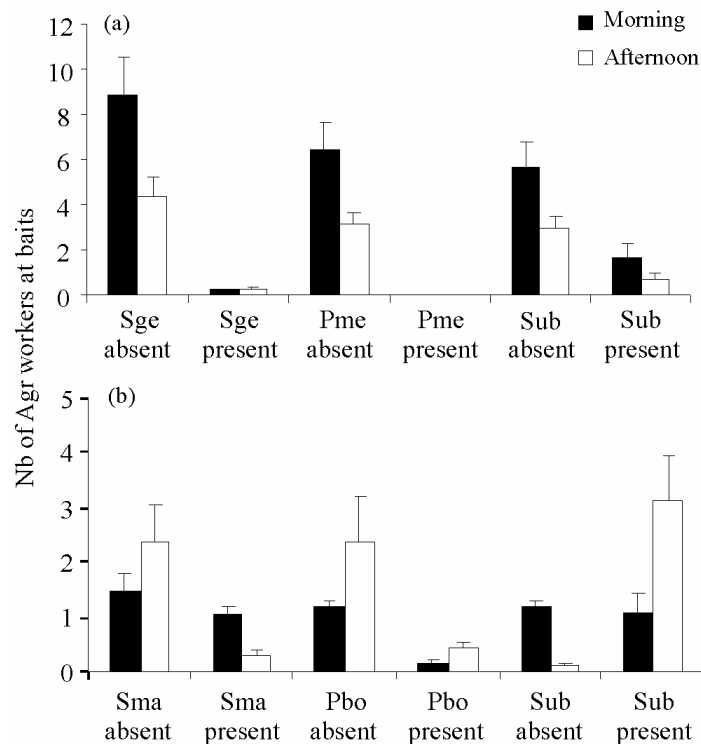 (a)
Morning
Afternoon
12
10
8
6
4
2
0
Sge absent
Sge present
Pme absent
Pme present
Sub absent
Sub present
Nb of Agr workers at baits
(b)
5
4
3
2
1
0
Sma absent
Sma present
Pbo absent
Pbo present
Sub absent
Sub present